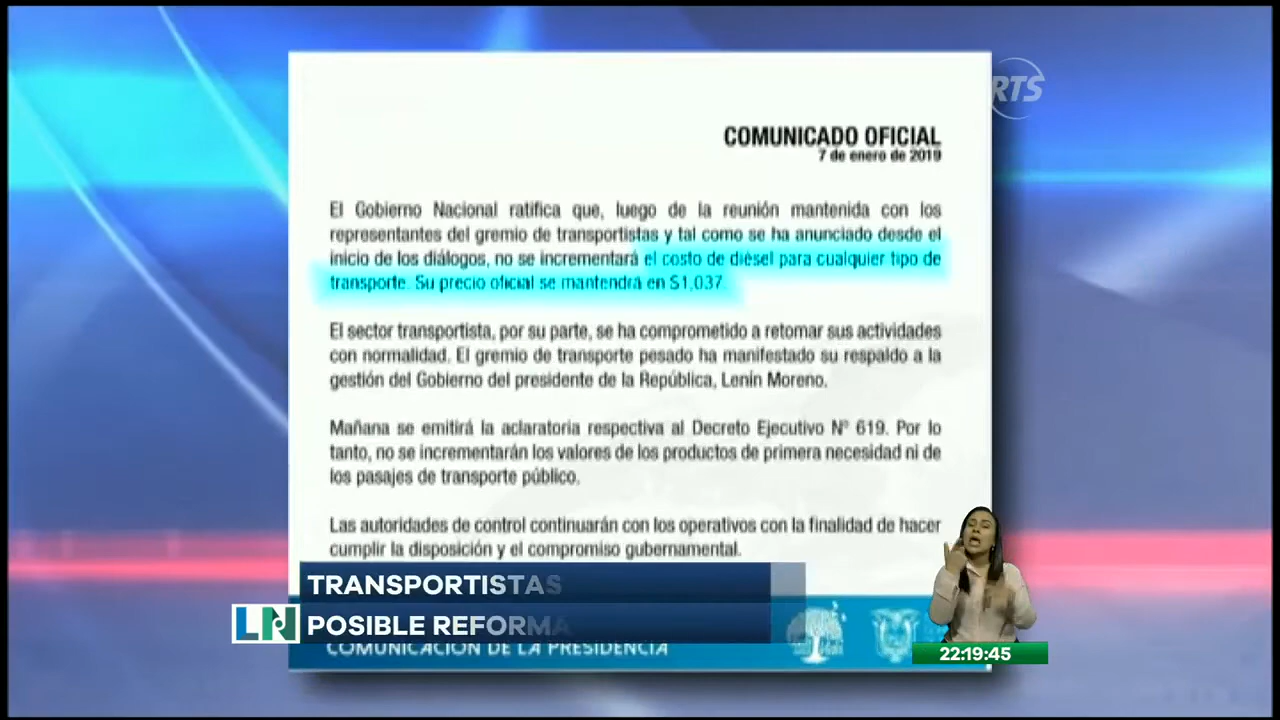 RTS
COMUNICADO OFICIAL
7 de enero de 2019
El Gobierno Nacional ratifica que, luego de la reunión mantenida con los
representantes del gremio de transportistas y tal como se ha anunciado desde el
inicio de los diálogos, no se incrementará el costo de diésel para cualquier tipo de
transporte. Su precio oficial se mantendrá en $1,037.
El sector transportista, por su parte, se ha comprometido a retomar sus actividades
con normalidad. El gremio de transporte pesado ha manifestado su respaldo a la
gestión del Gobierno del presidente de la República, Lenín Moreno.
Mañana se emitirá la aclaratoria respectiva al Decreto Ejecutivo Nº 619. Por lo
tanto, no se incrementarán los valores de los productos de primera necesidad ni de
los pasajes de transporte público.
Las autoridades de control continuarán con los operativos con la finalidad de hacer
cumplir la disposición y el compromiso gubernamental.
TRANSPORTISTAS
LN POSIBLE REFORMA
COMUNICACIÓN DE LA PRESIDENCIA
22:19:45